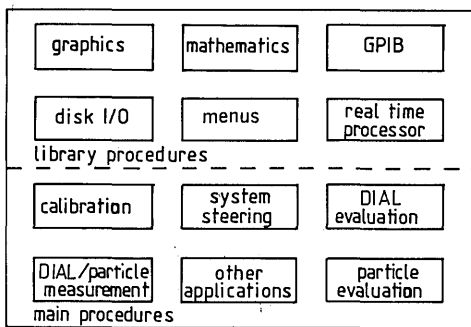 graphics
mathematics
GPIB
disk I/O
menus
real time
processor
library procedures
calibration
system
steering
DIAL
evaluation
DIAL/particle
measurement
other
applications
particle
evaluation
main procedures